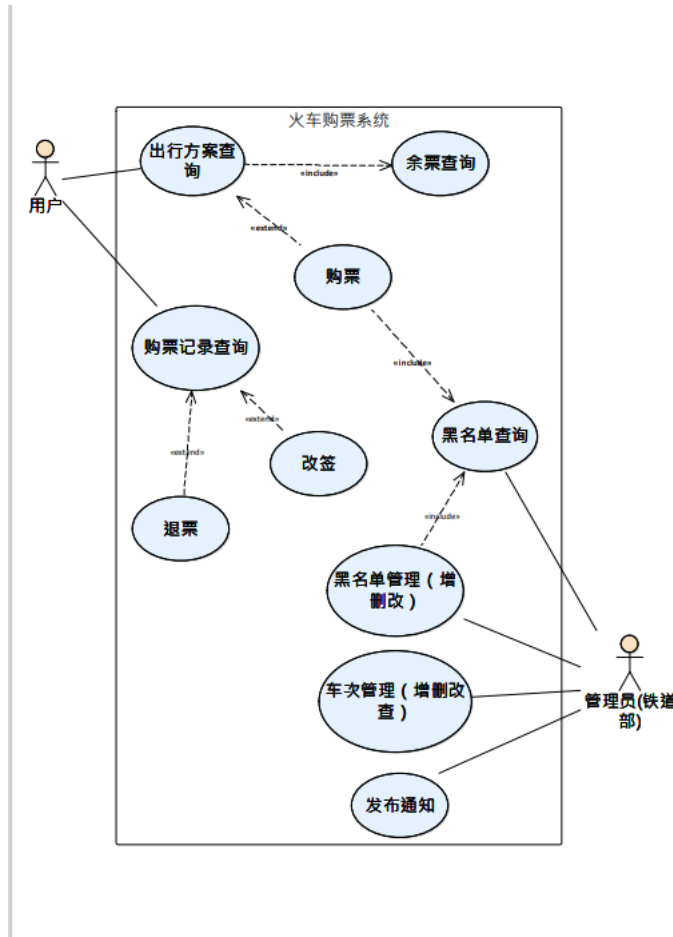 火车购票系统
出行方案查
询
«include»
余票查询
用户
«extend»
购票
购票记录查询
«include»
黑名单查询
«extend»
«extend»
改签
退票
«include»
黑名单管理（增
删改）
车次管理（增删改
查）
管理员(铁道
部)
发布通知